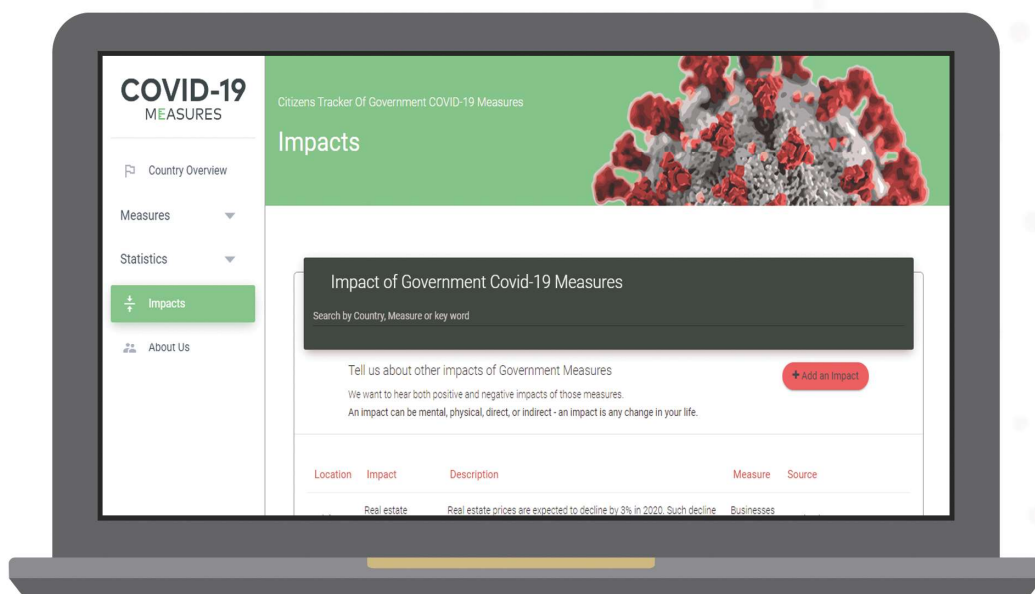 COVID-19
MEASURES
Country Overview
Measures
Statistics
Impacts
About Us
Citizens Tracker Of Government COVID-19 Measures
Impacts
Impact of Government Covid-19 Measures
Search by Country, Measure or key word
Tell us about other impacts of Government Measures
We want to hear both positive and negative impacts of those measures.
An impact can be mental, physical, direct, or indirect - an impact is any change in your life.
+ Add an Impact
Location Impact Description Measure Source
Real estate Real estate prices are expected to decline by 3% in 2020. Such decline Businesses